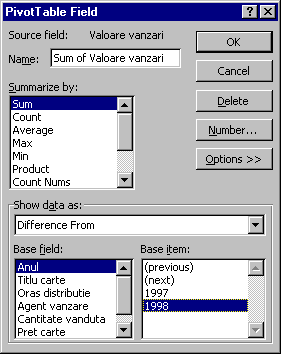 PivotTable Field
Source field: Valoare vanzari
OK
Name: Sum of Valoare vanzari
Cancel
Summarize by:
Sum
Count
Average
Max
Min
Product
Count Nums
Delete
Number...
Options >>
Show data as:
Difference From
Base field:
Anul
Titlu carte
Oras distributie
Agent vanzare
Cantitate vanduta
Pret carte
Base item:
(previous)
(next)
1997
1998